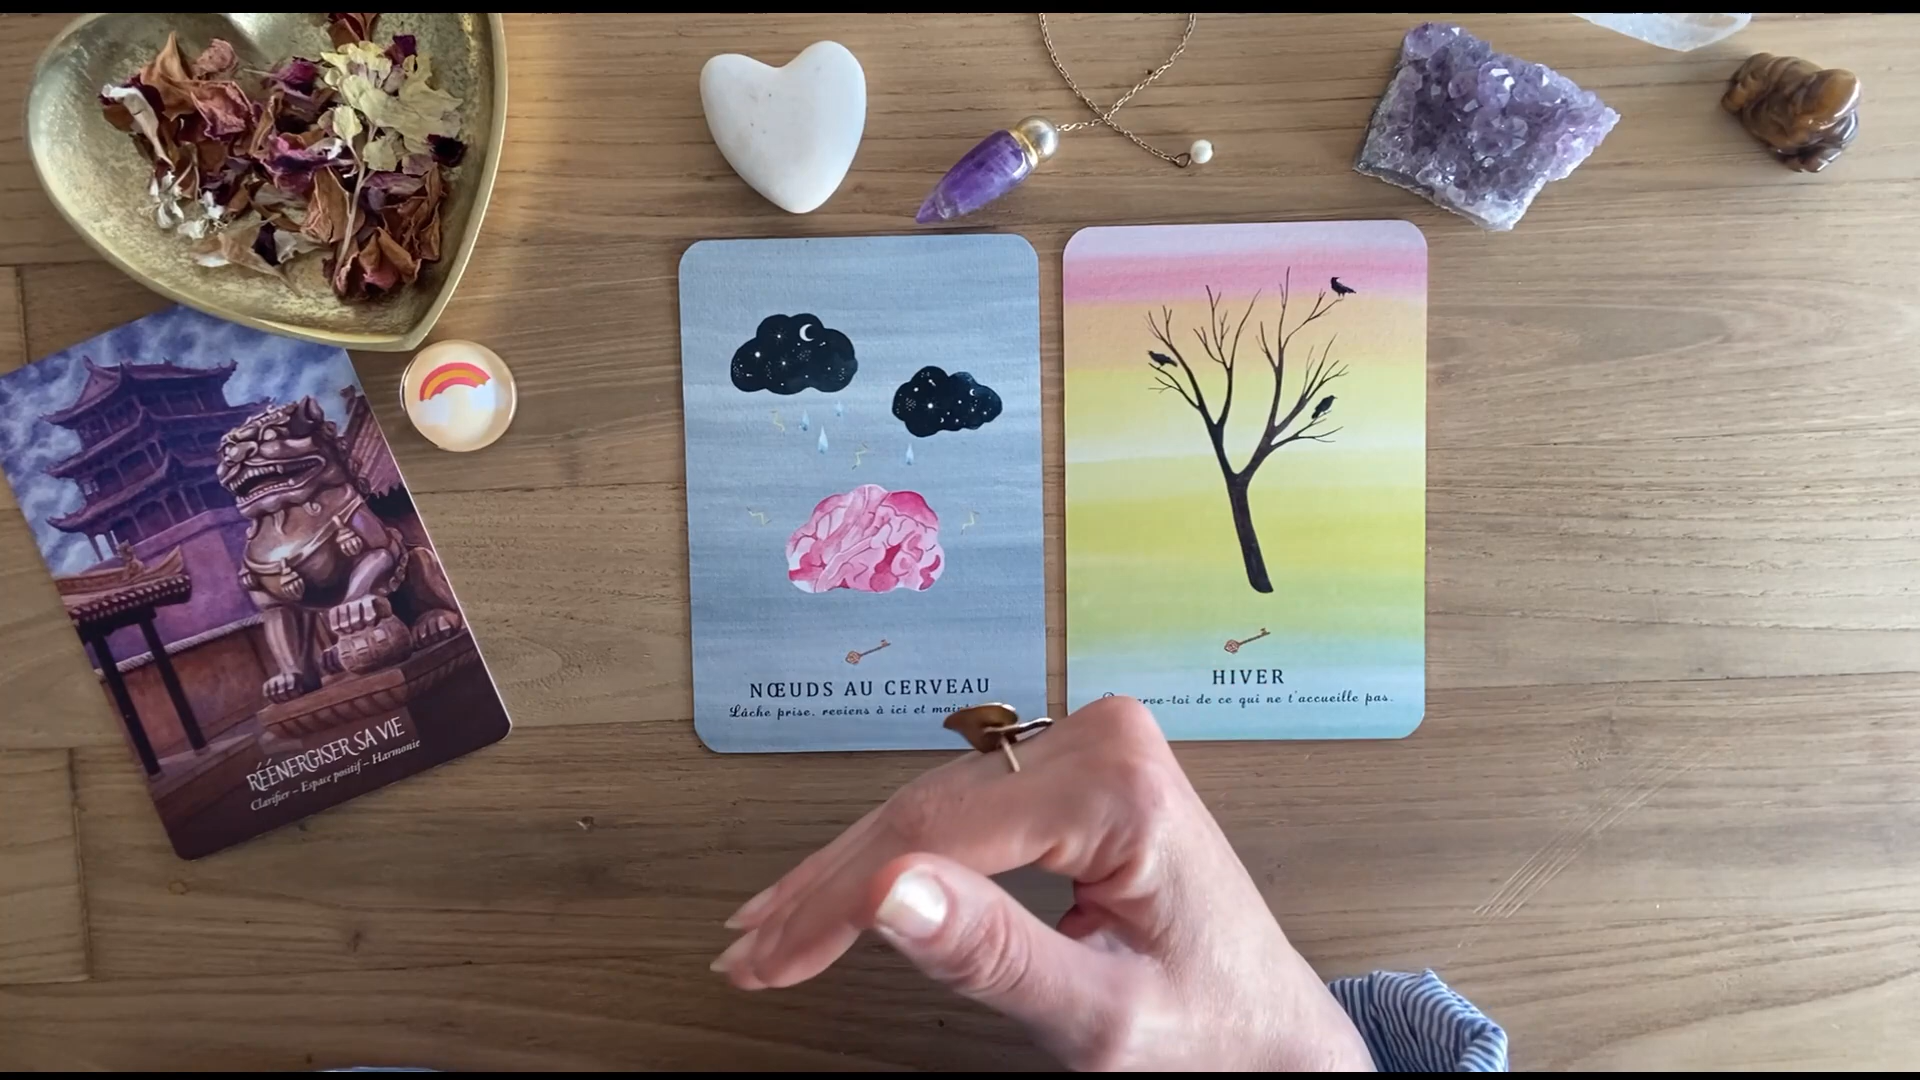 RÉÉNERGISER SA VIE
Clarifier – Espace positif – Harmonie
NŒUDS AU CERVEAU
Lâche prise, reviens à ici et
HIVER
de ce qui ne t'accueille pas.